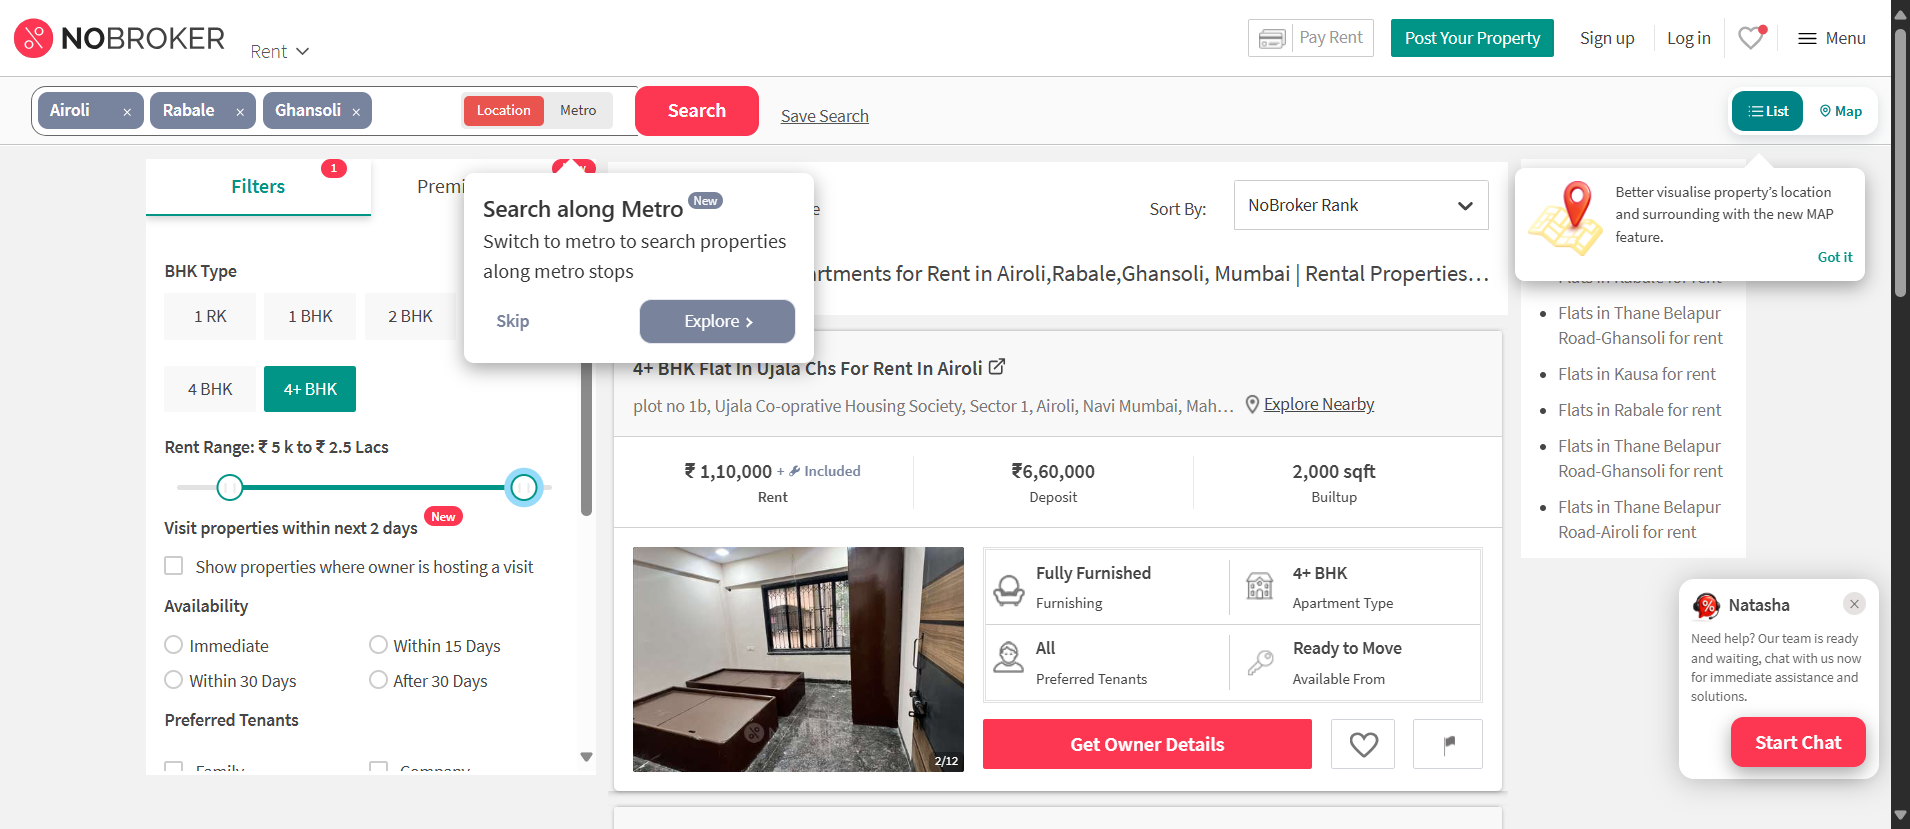 NOBROKER
Rent
Pay Rent
Post Your Property
Sign up
Log in
Menu
Airoli ×
Rabale ×
Ghansoli ×
Location
Metro
Search
Save Search
List
Map
Filters
1
Search along Metro New
Switch to metro to search properties
along metro stops
Skip
Explore
Sort By:
NoBroker Rank
Better visualise property's location
and surrounding with the new MAP
feature.
Got it
rtments for Rent in Airoli,Rabale,Ghansoli, Mumbai | Rental Properties…
BHK Type
1 RK
1 BHK
2 BHK
4 BHK
4+ BHK
Rent Range: ₹ 5 k to ₹ 2.5 Lacs
Visit properties within next 2 days New
Show properties where owner is hosting a visit
Availability
Immediate
Within 15 Days
Within 30 Days
After 30 Days
Preferred Tenants
Family
Company
4+ BHK Flat In Ujala Chs For Rent In Airoli
plot no 1b, Ujala Co-oprative Housing Society, Sector 1, Airoli, Navi Mumbai, Mah…
Explore Nearby
₹ 1,10,000 + Included
Rent
₹6,60,000
Deposit
2,000 sqft
Builtup
2/12
Fully Furnished
Furnishing
4+ BHK
Apartment Type
All
Preferred Tenants
Ready to Move
Available From
Get Owner Details
Flats in Rabale for rent
Flats in Thane Belapur
Road-Ghansoli for rent
Flats in Kausa for rent
Flats in Rabale for rent
Flats in Thane Belapur
Road-Ghansoli for rent
Flats in Thane Belapur
Road-Airoli for rent
Natasha
Need help? Our team is ready
and waiting, chat with us now
for immediate assistance and
solutions.
Start Chat